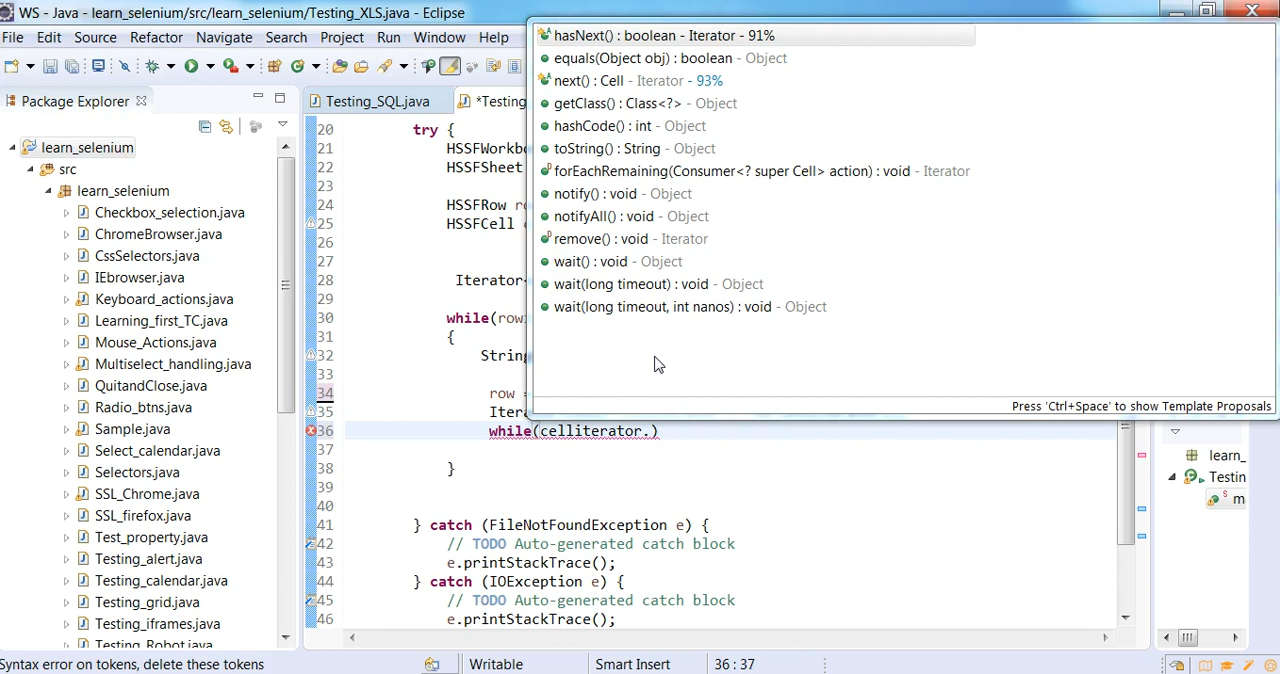 WS - Java - learn_selenium/src/learn_selenium/Testing_XLS.java - Eclipse
File Edit Source Refactor Navigate Search Project Run Window Help
Package Explorer
learn_selenium
src
learn_selenium
Checkbox_selection.java
ChromeBrowser.java
CssSelectors.java
IEbrowser.java
Keyboard_actions.java
Learning_first_TC.java
Mouse_Actions.java
Multiselect_handling.java
QuitandClose.java
Radio_btns.java
Sample.java
Select_calendar.java
Selectors.java
SSL_Chrome.java
SSL_firefox.java
Test_property.java
Testing_alert.java
Testing_calendar.java
Testing_grid.java
Testing_iframes.java
Testing_Robot.java
Testing_SQL.java
*Testing
20 try {
21 HSSFWorkbo
22 HSSFSheet
23
24 HSSFRow ro
25 HSSFCell
26
27
28 Iterator<
29
30 while(row
31 {
32 String
33
34 row =
35 Iter
36 while(celliterator.)
37
38 }
39
40
41 } catch (FileNotFoundException e) {
42 // TODO Auto-generated catch block
43 e.printStackTrace();
44 } catch (IOException e) {
45 // TODO Auto-generated catch block
46 e.printStackTrace();
hasNext() : boolean - Iterator - 91%
equals(Object obj) : boolean - Object
next() : Cell - Iterator - 93%
getClass() : Class<?> - Object
hashCode() : int - Object
toString() : String - Object
forEachRemaining(Consumer<? super Cell> action) : void - Iterator
notify() : void - Object
notifyAll() : void - Object
remove() : void - Iterator
wait() : void - Object
wait(long timeout) : void - Object
wait(long timeout, int nanos) : void - Object
Press 'Ctrl+Space' to show Template Proposals
learn_
Testin
m
Syntax error on tokens, delete these tokens
Writable
Smart Insert
36 : 37